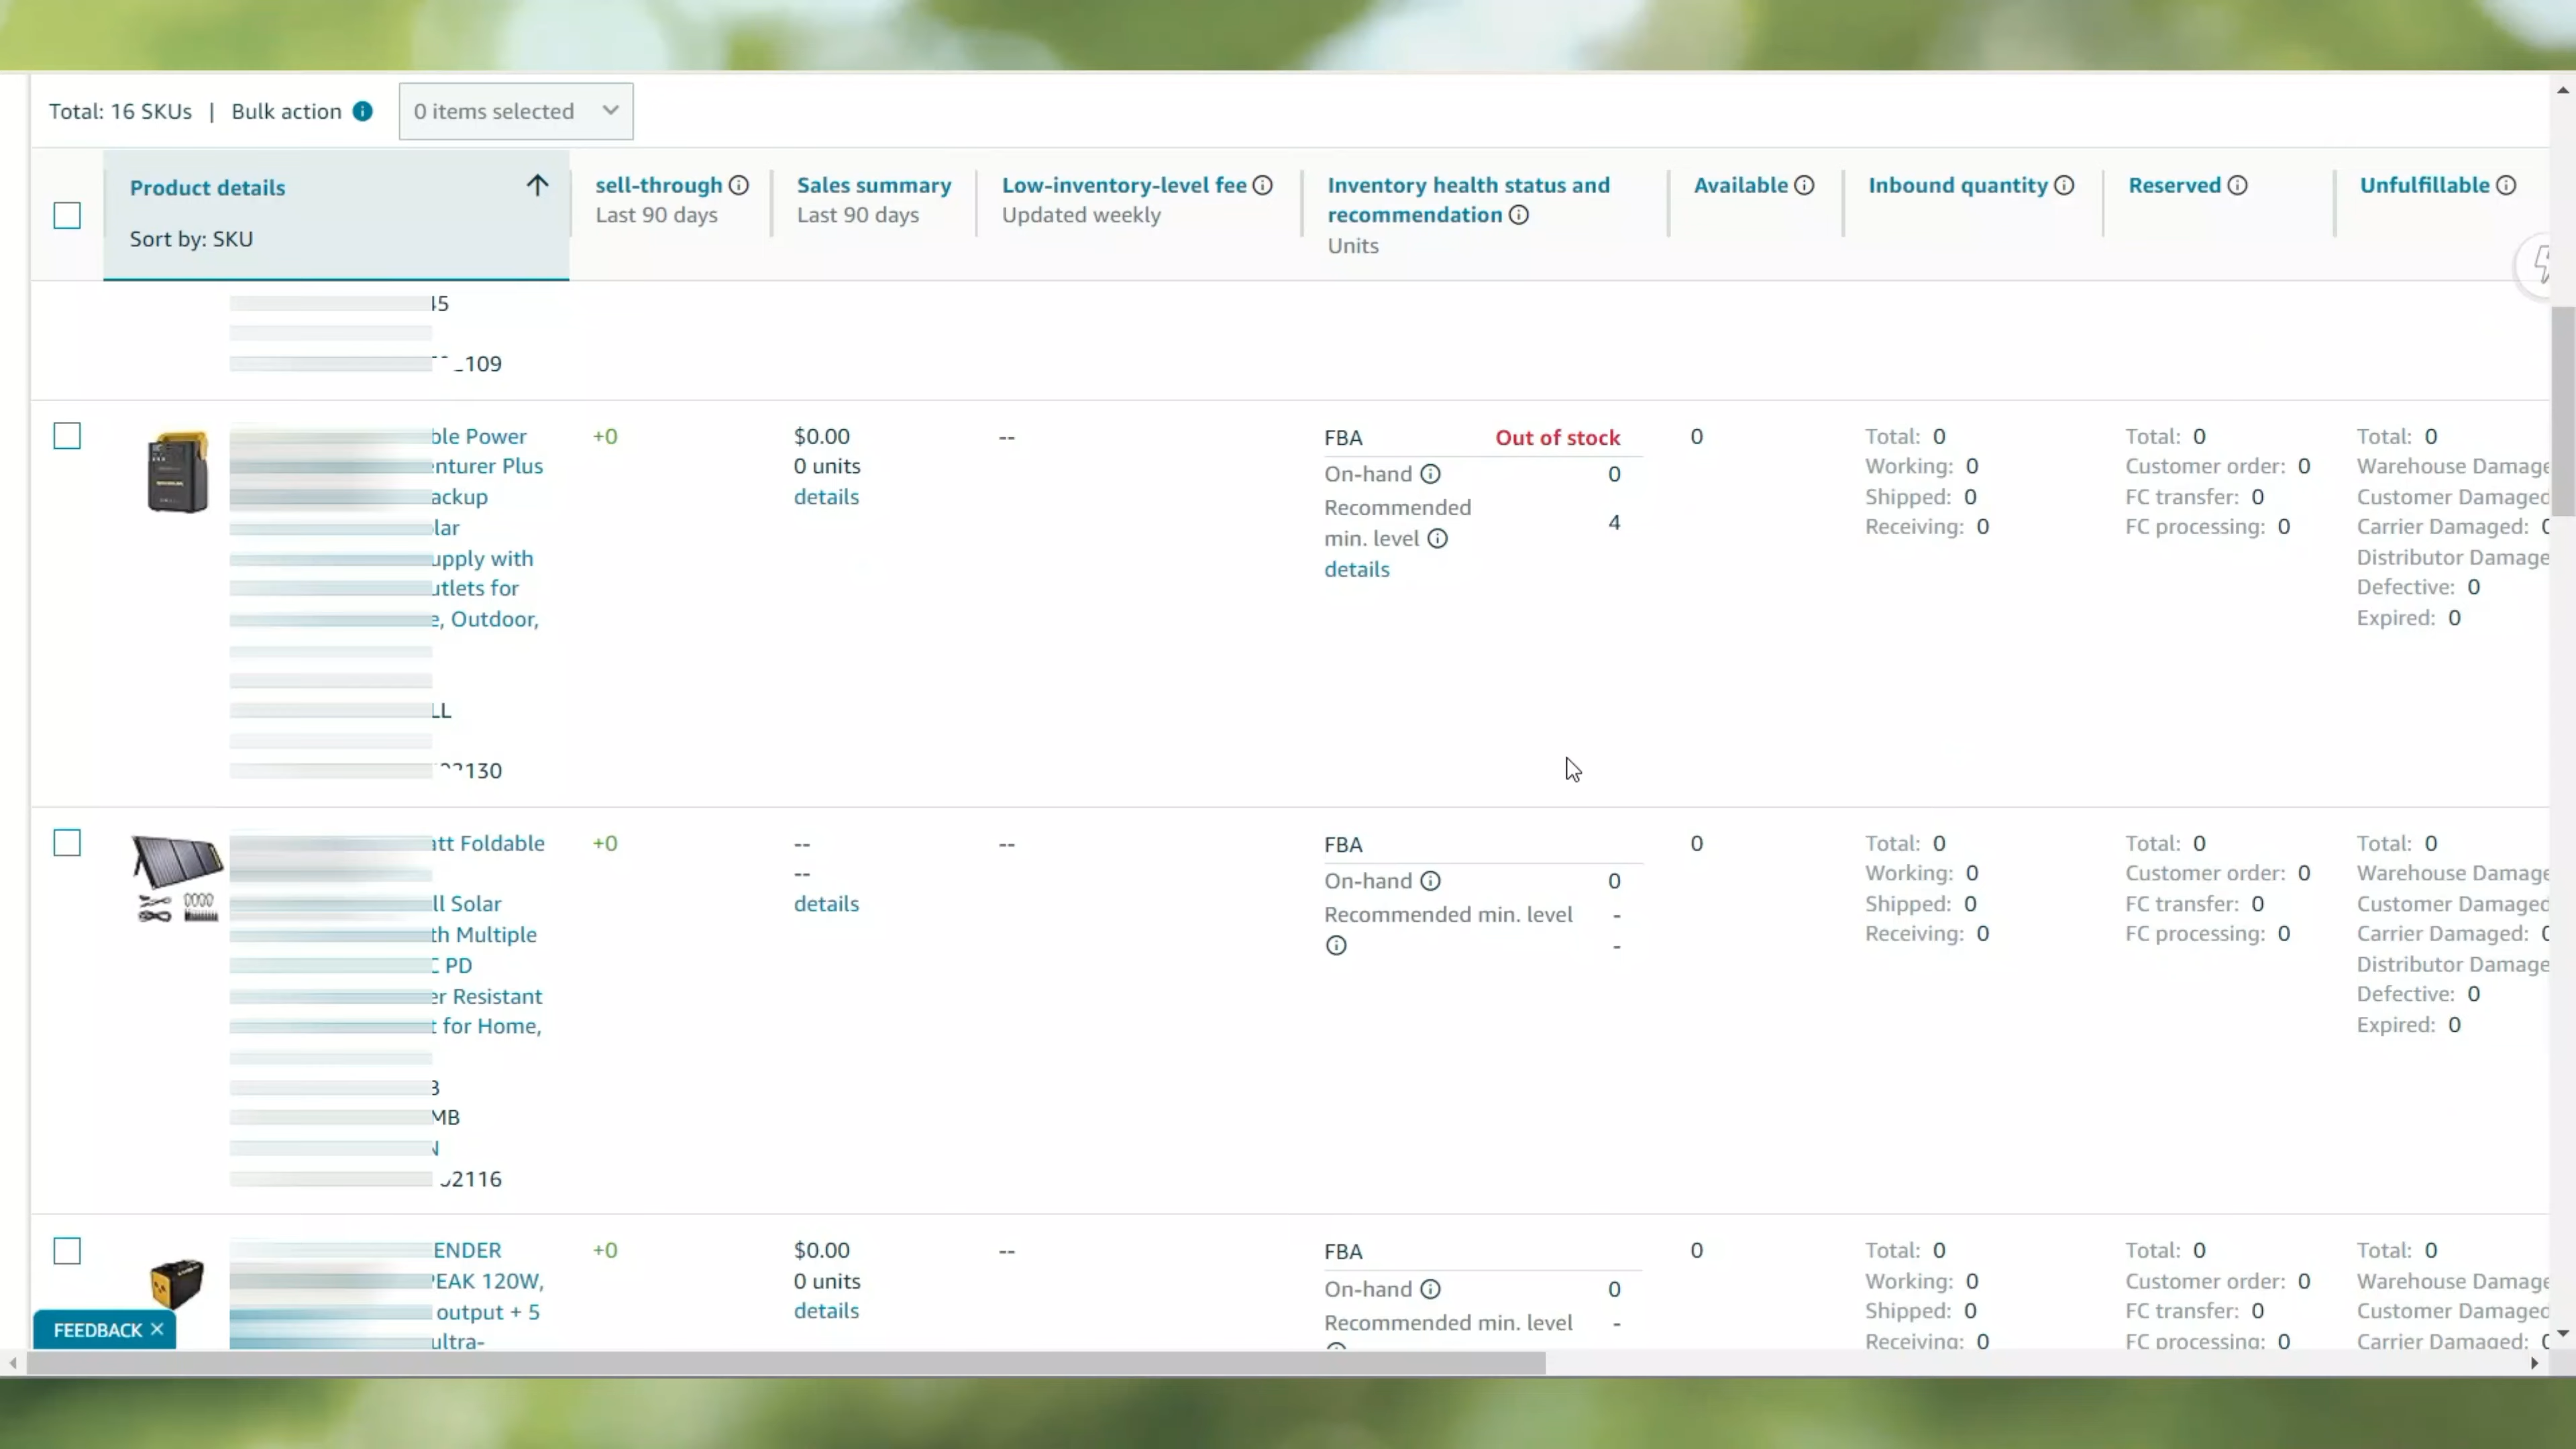 Total: 16 SKUs | Bulk action 0 items selected
Product details
Sort by: SKU
sell-through
Last 90 days
Sales summary
Last 90 days
Low-inventory-level fee
Updated weekly
Inventory health status and
recommendation
Units
Available
Inbound quantity
Reserved
Unfulfillable
45
109
ble Power
enturer Plus
ackup
lar
upply with
utlets for
e, Outdoor,
LL
130
+0
$0.00
0 units
details
--
FBA Out of stock
On-hand 0
Recommended
min. level 4
details
0
Total: 0
Working: 0
Shipped: 0
Receiving: 0
Total: 0
Customer order: 0
FC transfer: 0
FC processing: 0
Total: 0
Warehouse Damage
Customer Damaged
Carrier Damaged: 0
Distributor Damage
Defective: 0
Expired: 0
att Foldable
ll Solar
th Multiple
C PD
er Resistant
t for Home,
B
MB
N
2116
+0
--
--
details
--
FBA
On-hand 0
Recommended min. level -
-
0
Total: 0
Working: 0
Shipped: 0
Receiving: 0
Total: 0
Customer order: 0
FC transfer: 0
FC processing: 0
Total: 0
Warehouse Damage
Customer Damaged
Carrier Damaged: 0
Distributor Damage
Defective: 0
Expired: 0
ENDER
PEAK 120W,
output + 5
ultra-
+0
$0.00
0 units
details
--
FBA
On-hand 0
Recommended min. level -
0
Total: 0
Working: 0
Shipped: 0
Receiving: 0
Total: 0
Customer order: 0
FC transfer: 0
FC processing: 0
Total: 0
Warehouse Damage
Customer Damaged
Carrier Damaged: 0
FEEDBACK ×